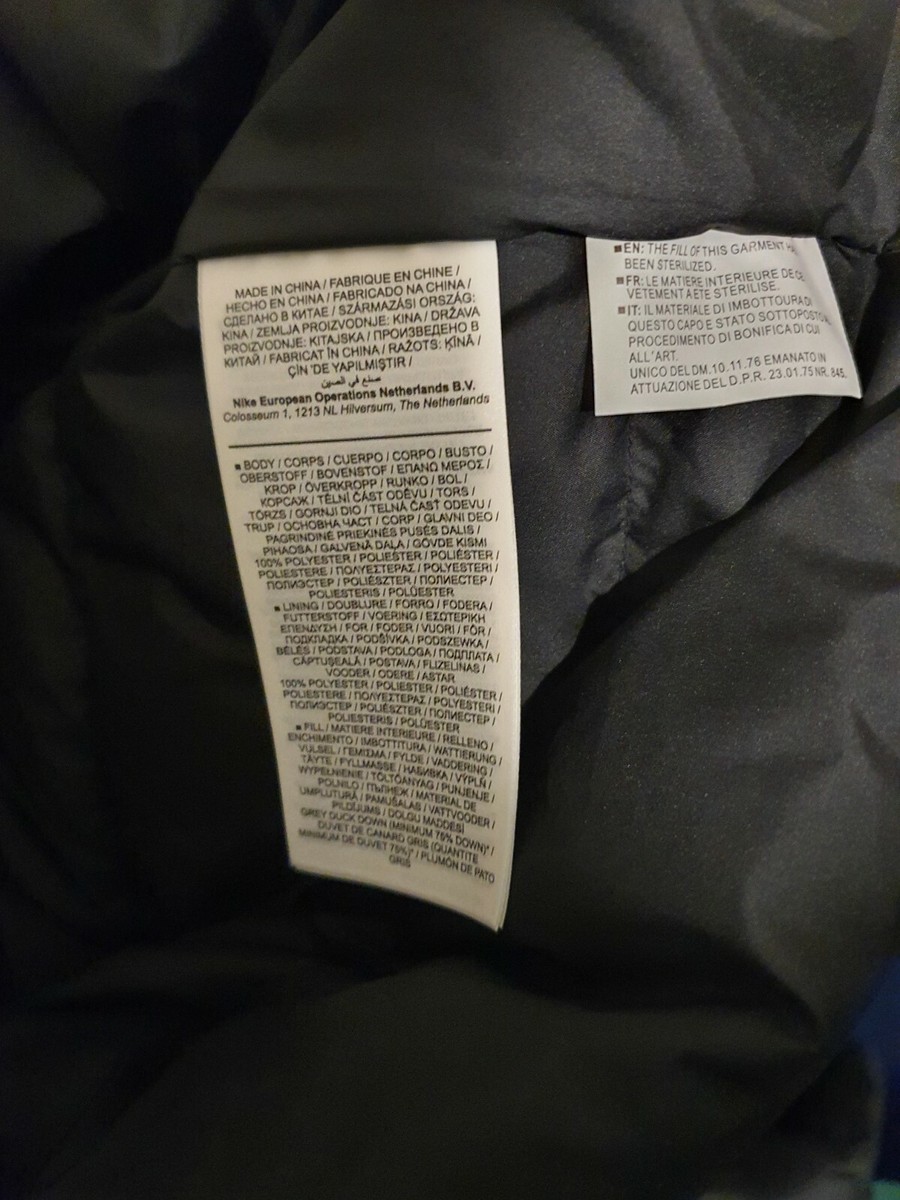 MADE IN CHINA / FABRIQUE EN CHINE /
HECHO EN CHINA / FABRICADO NA CHINA /
СДЕЛАНО В КИТАЕ / SZÁRMAZÁSI ORSZÁG:
KÍNA / ZEMLJA PROIZVODNJE: KINA / DRŽAVA
PROIZVODNJE: KITAJSKA / ПРОИЗВЕДЕНО В
КИТАЙ / FABRICAT ÎN CHINA / RAŽOTS: ĶĪNĀ /
ÇİN 'DE YAPILMIŞTIR /
صنع في الصين
Nike European Operations Netherlands B.V.
Colosseum 1, 1213 NL Hilversum, The Netherlands
■ BODY / CORPS / CUERPO / CORPO / BUSTO /
OBERSTOFF / BOVENSTOF / ΕΠΑΝΩ ΜΕΡΟΣ /
KROP / ÖVERKROPP / RUNKO / BOL /
КОРСАЖ / TĚLNÍ ČÁST ODĚVU / TORS /
TÖRZS / GORNJI DIO / TELNÁ ČASŤ ODEVU /
TRUP / ОСНОВНА ЧАСТ / CORP / GLAVNI DEO /
PAGRINDINĖ PRIEKINĖS PUSĖS DALIS /
PIHAOSA / GALVENĀ DAĻA / GÖVDE KISMI
100% POLYESTER / POLIESTER / POLIÉSTER /
POLIESTERE / ΠΟΛΥΕΣΤΕΡΑΣ / POLYESTERI /
ПОЛИЭСТЕР / POLIÉSZTER / ПОЛИЕСТЕР /
POLIESTERIS / POLÜESTER
■ LINING / DOUBLURE / FORRO / FODERA /
FUTTERSTOFF / VOERING / ΕΣΩΤΕΡΙΚΗ
ΕΠΕΝΔΥΣΗ / FOR / FODER / VUORI / FÔR /
ПОДКЛАДКА / PODŠÍVKA / PODSZEWKA /
BÉLÉS / PODSTAVA / PODLOGA / ПОДПЛАТА /
CĂPTUŞEALĂ / POSTAVA / FLIZELINAS /
VOODER / ODERE / ASTAR
100% POLYESTER / POLIESTER / POLIÉSTER /
POLIESTERE / ΠΟΛΥΕΣΤΕΡΑΣ / POLYESTERI /
ПОЛИЭСТЕР / POLIÉSZTER / ПОЛИЕСТЕР /
POLIESTERIS / POLÜESTER
■ FILL / MATIERE INTERIEURE / RELLENO /
ENCHIMENTO / IMBOTTITURA / WATTIERUNG /
VULSEL / ΓΕΜΙΣΜΑ / FYLDE / VADDERING /
TÄYTE / FYLLMASSE / НАБИВКА / VÝPLŇ /
WYPEŁNIENIE / TÖLTŐANYAG / PUNJENJE /
POLNILO / ПЪЛНЕЖ / MATERIAL DE
UMPLUTURĂ / PAMUŠALAS / VATTVOODER /
PILDĪJUMS / DOLGU MADDESİ
GREY DUCK DOWN (MINIMUM 75% DOWN)* /
DUVET DE CANARD GRIS (QUANTITE
MINIMUM DE DUVET 75%)* / PLUMÓN DE PATO
GRIS
■EN: THE FILL OF THIS GARMENT
BEEN STERILIZED.
■FR: LE MATIERE INTERIEURE DE CE
VETEMENT A ETE STERILISE.
■IT: IL MATERIALE DI IMBOTTOURA DI
QUESTO CAPO E STATO SOTTOPOSTO
PROCEDIMENTO DI BONIFICA DI CUI
ALL'ART.
UNICO DEL DM. 10.11.76 EMANATO IN
ATTUAZIONE DEL D.P.R. 23.01.75 NR. 845.